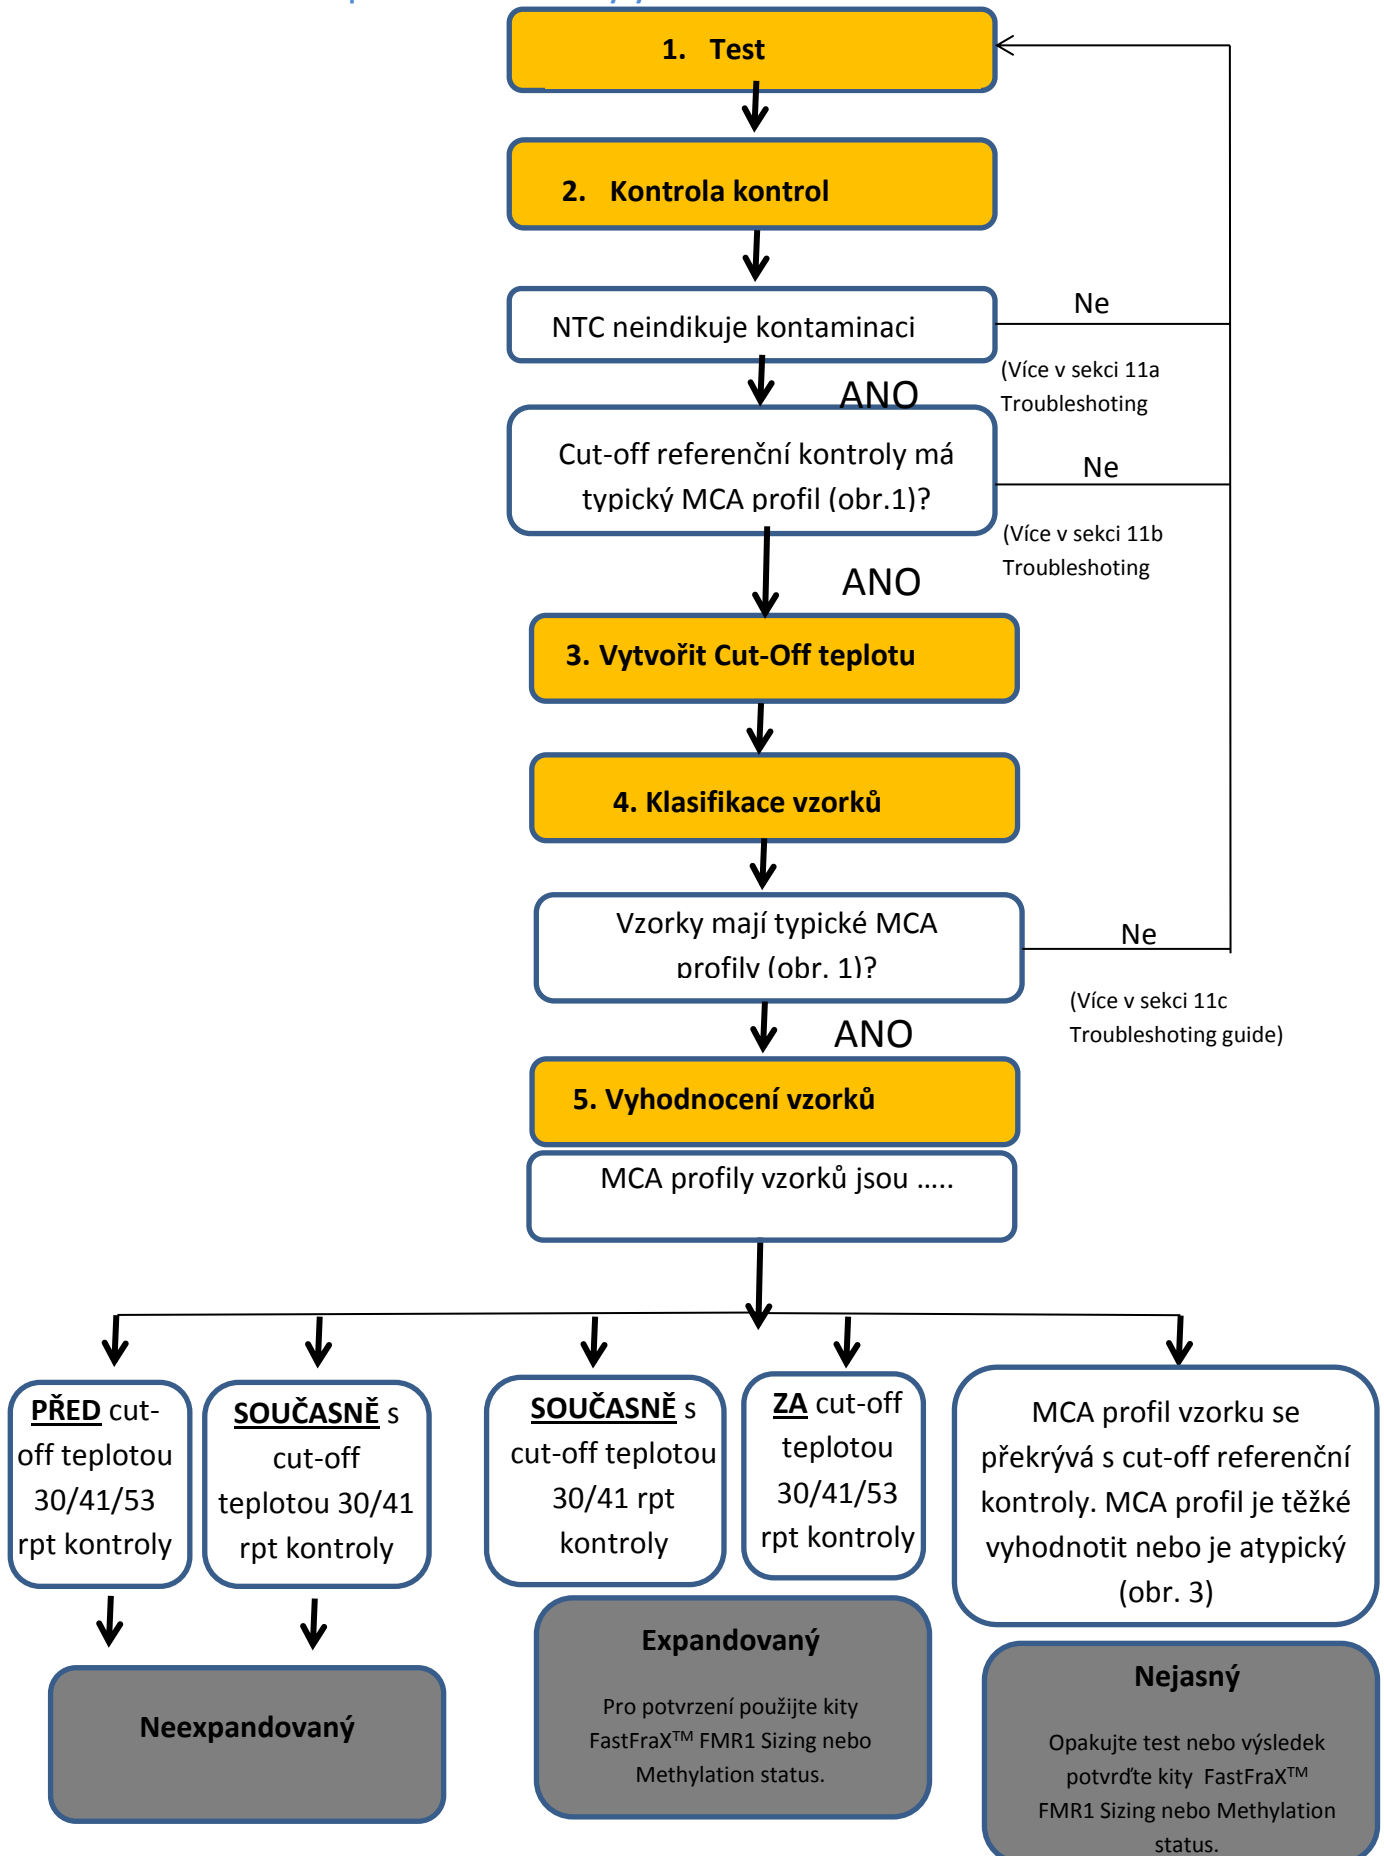 1. Test
2. Kontrola kontrol
NTC neindikuje kontaminaci
Ne
(Více v sekci 11a
Troubleshoting
ANO
Cut-off referenční kontroly má
typický MCA profil (obr.1)?
Ne
(Více v sekci 11b
Troubleshoting
ANO
3. Vytvořit Cut-Off teplotu
4. Klasifikace vzorků
Vzorky mají typické MCA
profily (obr. 1)?
Ne
(Více v sekci 11c
Troubleshoting guide)
ANO
5. Vyhodnocení vzorků
MCA profily vzorků jsou .....
PŘED cut-
off teplotou
30/41/53
rpt kontroly
SOUČASNĚ s
cut-off
teplotou 30/41
rpt kontroly
SOUČASNĚ s
cut-off teplotou
30/41 rpt
kontroly
ZA cut-off
teplotou
30/41/53
rpt kontroly
MCA profil vzorku se
překrývá s cut-off referenční
kontroly. MCA profil je těžké
vyhodnotit nebo je atypický
(obr. 3)
Neexpandovaný
Expandovaný
Pro potvrzení použijte kity
FastFraX™ FMR1 Sizing nebo
Methylation status.
Nejasný
Opakujte test nebo výsledek
potvrďte kity FastFraX™
FMR1 Sizing nebo Methylation
status.